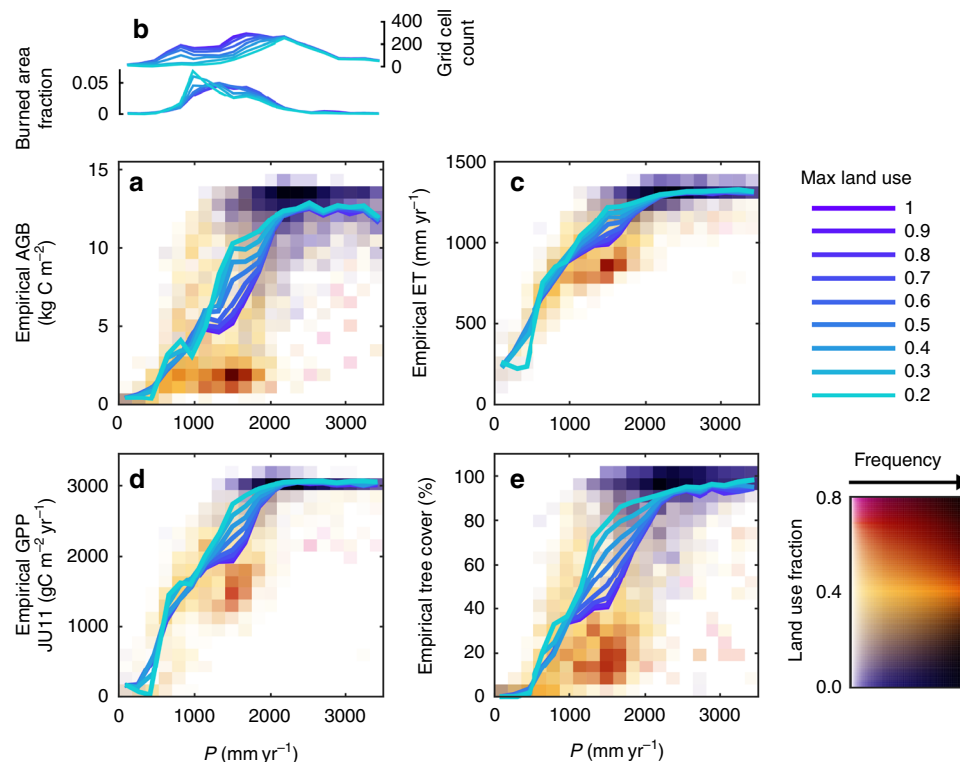 b
400
200
0
Grid cell
count
0.05
0
Burned area
fraction
a
15
10
5
0
Empirical AGB
(kg C m⁻²)
0
1000
2000
3000
c
1500
1000
500
0
Empirical ET (mm yr⁻¹)
0
1000
2000
3000
Max land use
1
0.9
0.8
0.7
0.6
0.5
0.4
0.3
0.2
d
3000
2000
1000
0
Empirical GPP
JU11 (gC m⁻² yr⁻¹)
0
1000
2000
3000
P (mm yr⁻¹)
e
100
80
60
40
20
0
Empirical tree cover (%)
0
1000
2000
3000
P (mm yr⁻¹)
Frequency
0.8
0.4
0.0
Land use fraction